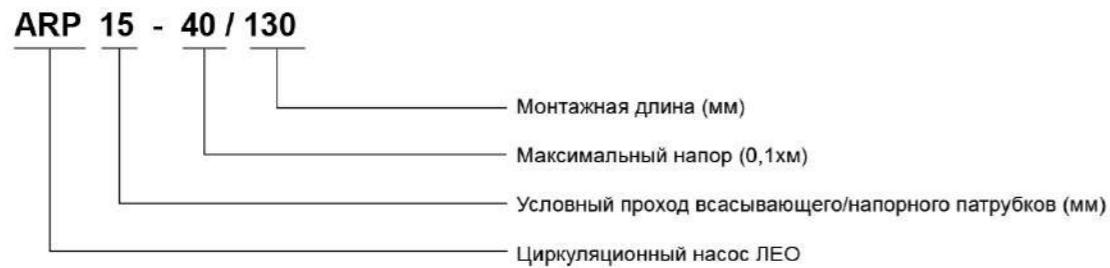 ARP 15 - 40 / 130
Монтажная длина (мм)
Максимальный напор (0,1хм)
Условный проход всасывающего/напорного патрубков (мм)
Циркуляционный насос ЛЕО